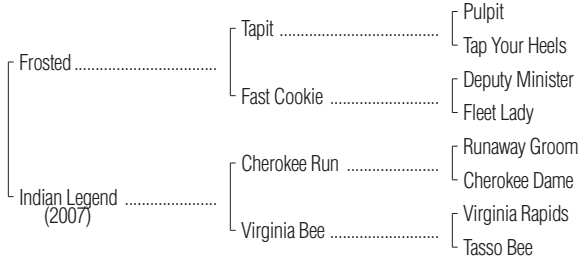 Pulpit
Tapit ..................................
Tap Your Heels
Frosted ..............................
Deputy Minister
Fast Cookie .......................
Fleet Lady
Runaway Groom
Cherokee Run ...................
Cherokee Dame
Indian Legend ...................
(2007)
Virginia Rapids
Virginia Bee .......................
Tasso Bee